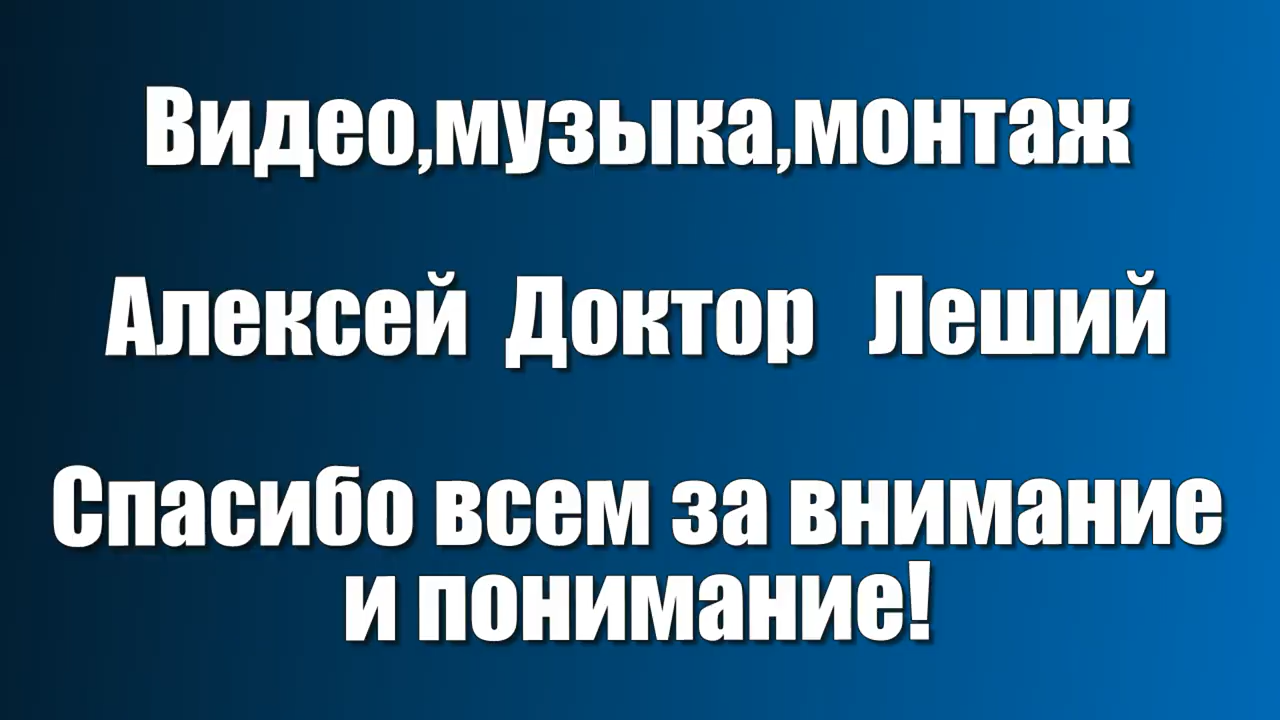 Видео,музыка,монтаж
Алексей Доктор Леший
Спасибо всем за внимание
и понимание!